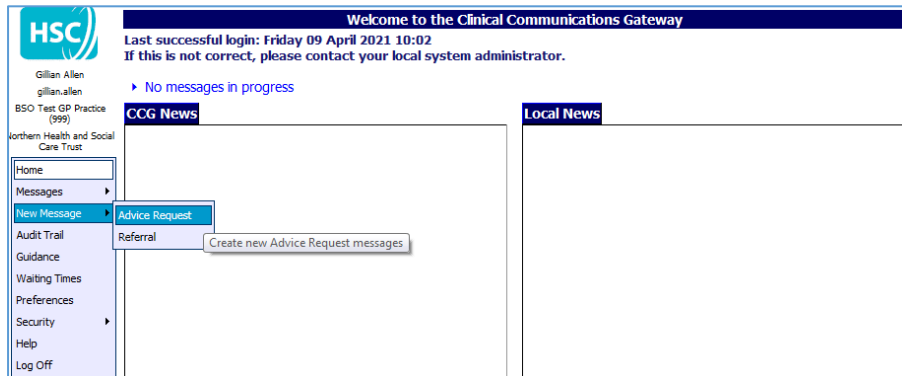 HSC
Gillian Allen
gillian.allen
BSO Test GP Practice
(999)
Northern Health and Social
Care Trust
Home
Messages
New Message
Audit Trail
Guidance
Waiting Times
Preferences
Security
Help
Log Off
Advice Request
Referral
Create new Advice Request messages
Welcome to the Clinical Communications Gateway
Last successful login: Friday 09 April 2021 10:02
If this is not correct, please contact your local system administrator.
No messages in progress
CCG News
Local News